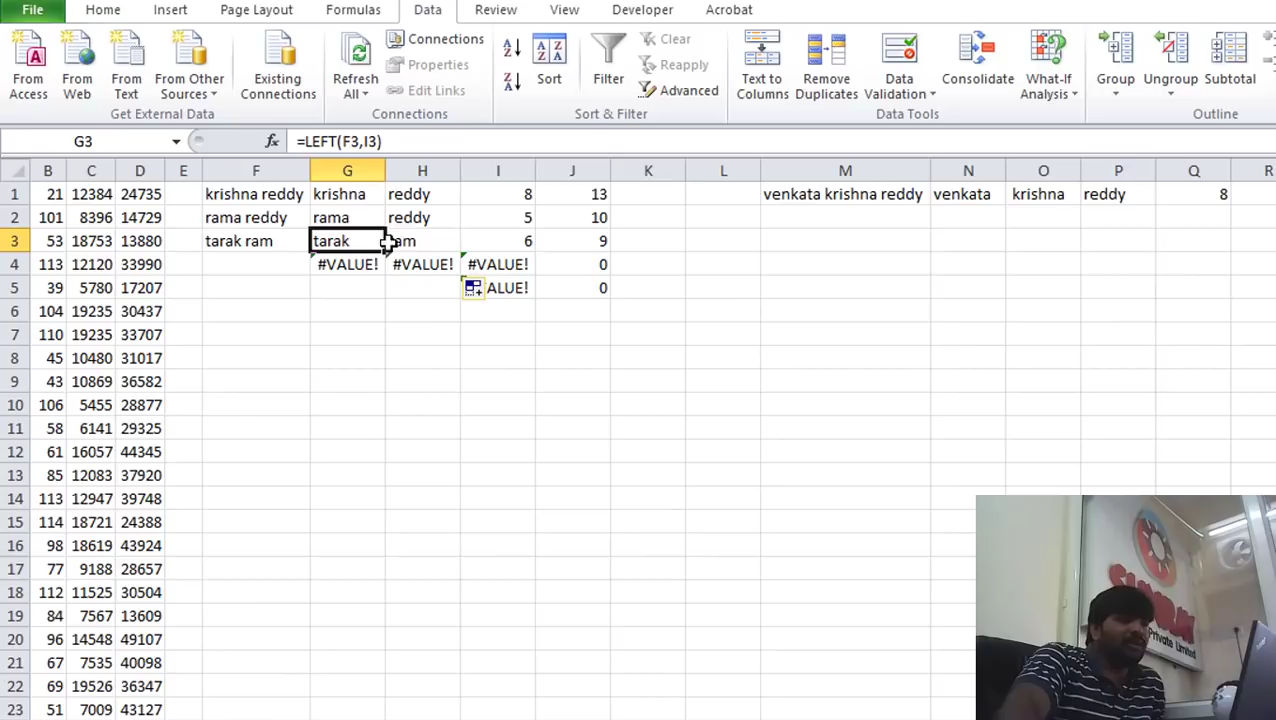 File Home Insert Page Layout Formulas Data Review View Developer Acrobat
From Access From Web From Text From Other Sources Existing Connections Refresh All Connections Properties Edit Links Sort Filter Clear Reapply Advanced Text to Columns Remove Duplicates Data Validation Consolidate What-If Analysis Group Ungroup Subtotal
Get External Data Connections Sort & Filter Data Tools Outline
G3 fx =LEFT(F3,I3)
B C D E F G H I J K L M N O P Q R
1 21 12384 24735 krishna reddy krishna reddy 8 13 venkata krishna reddy venkata krishna reddy 8
2 101 8396 14729 rama reddy rama reddy 5 10
3 53 18753 13880 tarak ram tarak am 6 9
4 113 12120 33990 #VALUE! #VALUE! #VALUE! 0
5 39 5780 17207 ALUE! 0
6 104 19235 30437
7 110 19235 33707
8 45 10480 31017
9 43 10869 36582
10 106 5455 28877
11 58 6141 29325
12 61 16057 44345
13 85 12083 37920
14 113 12947 39748
15 114 18721 24388
16 98 18619 43924
17 77 9188 28657
18 112 11525 30504
19 84 7567 13609
20 96 14548 49107
21 67 7535 40098
22 69 19526 36347
23 51 7009 43127
Private Limited